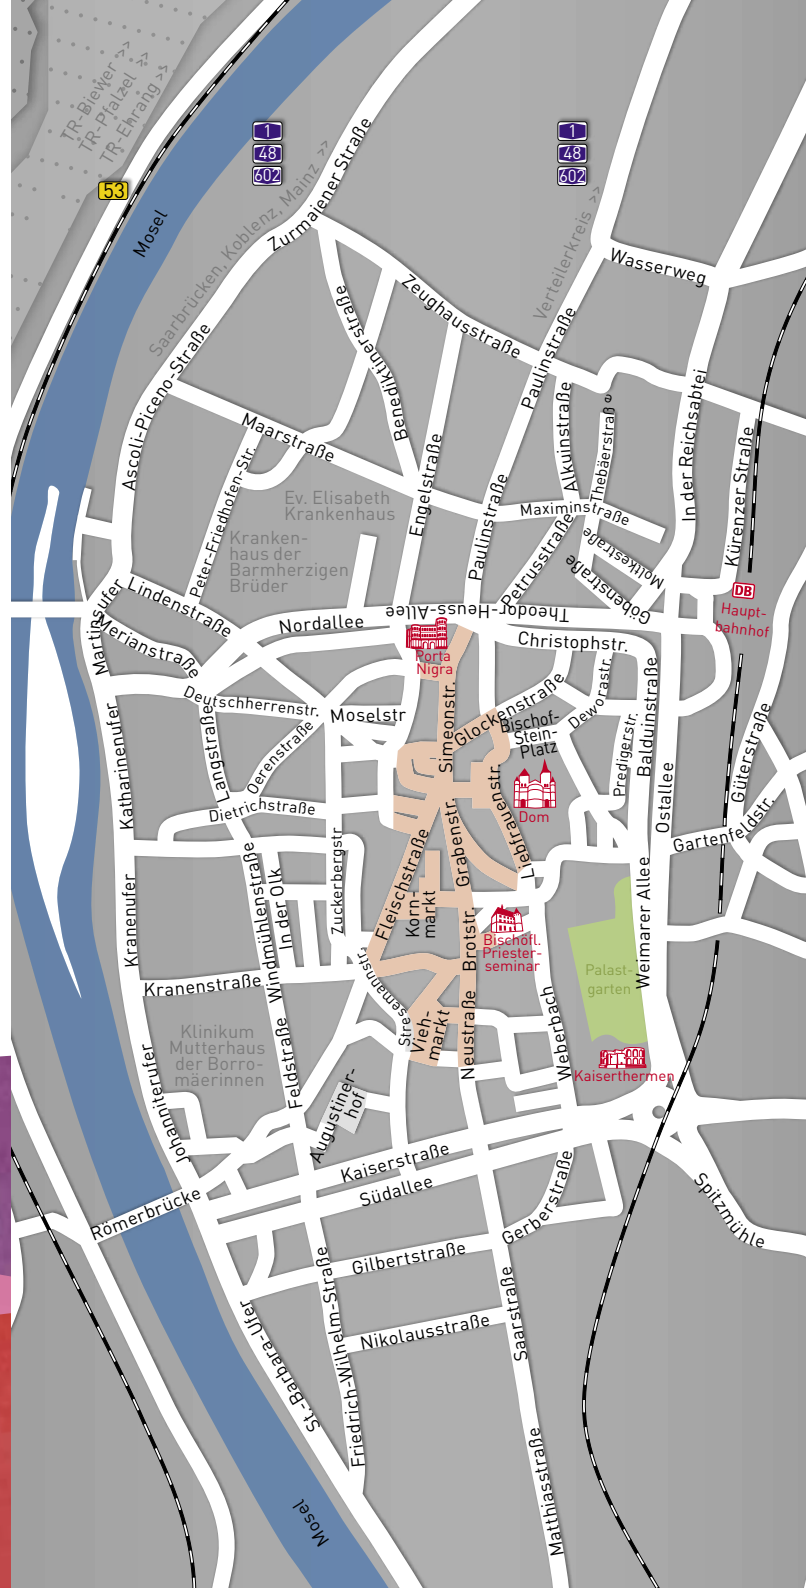 TR-Biewer >>
TR-Pfalzel >>
TR-Ehrang >>
53
Mosel
1
48
602
1
48
602
Saarbrücken, Koblenz, Mainz >>
Zurmaiener Straße
Verteilerkreis >>
Wasserweg
Zeughausstraße
Paulinstraße
Benediktinerstraße
Ascoli-Piceno-Straße
Maarstraße
Engelstraße
Paulinstraße
Alkuinstraße
Thebäerstraße
In der Reichsabtei
Kürenzer Straße
Peter-Friedhofen-Str.
Ev. Elisabeth
Krankenhaus
Maximinstraße
Kranken-
haus der
Barmherzigen
Brüder
Petrusstraße
Moltkestraße
Göbenstraße
DB
Haupt-
bahnhof
Martinsufer
Lindenstraße
Merianstraße
Nordallee
Theodor-Heuss-Allee
Christophstr.
Porta
Nigra
Simeonstr.
Glockenstraße
Deworastr.
Balduinstraße
Deutschherrenstr.
Moselstr
Bischof-
Stein-
Platz
Predigerstr.
Katharinenufer
Langstraße
Oerenstraße
Dietrichstraße
Dom
Liebfrauenstr.
Ostallee
Güterstraße
Gartenfeldstr.
Grabenstr.
Fleischstraße
Zuckerbergstr
Windmühlenstraße
In der Olk
Korn-
markt
Brotstr.
Bischöfl.
Priester-
seminar
Weimarer Allee
Palast-
garten
Kranenufer
Kranenstraße
Stresemannstr.
Vieh-
markt
Neustraße
Weberbach
Kaiserthermen
Klinikum
Mutterhaus
der Borro-
mäerinnen
Feldstraße
Johanniterufer
Augustiner-
hof
Kaiserstraße
Südallee
Römerbrücke
Gerberstraße
Spitzmühle
Gilbertstraße
Nikolausstraße
St.-Barbara-Ufer
Friedrich-Wilhelm-Straße
Saarstraße
Matthiasstraße
Mosel